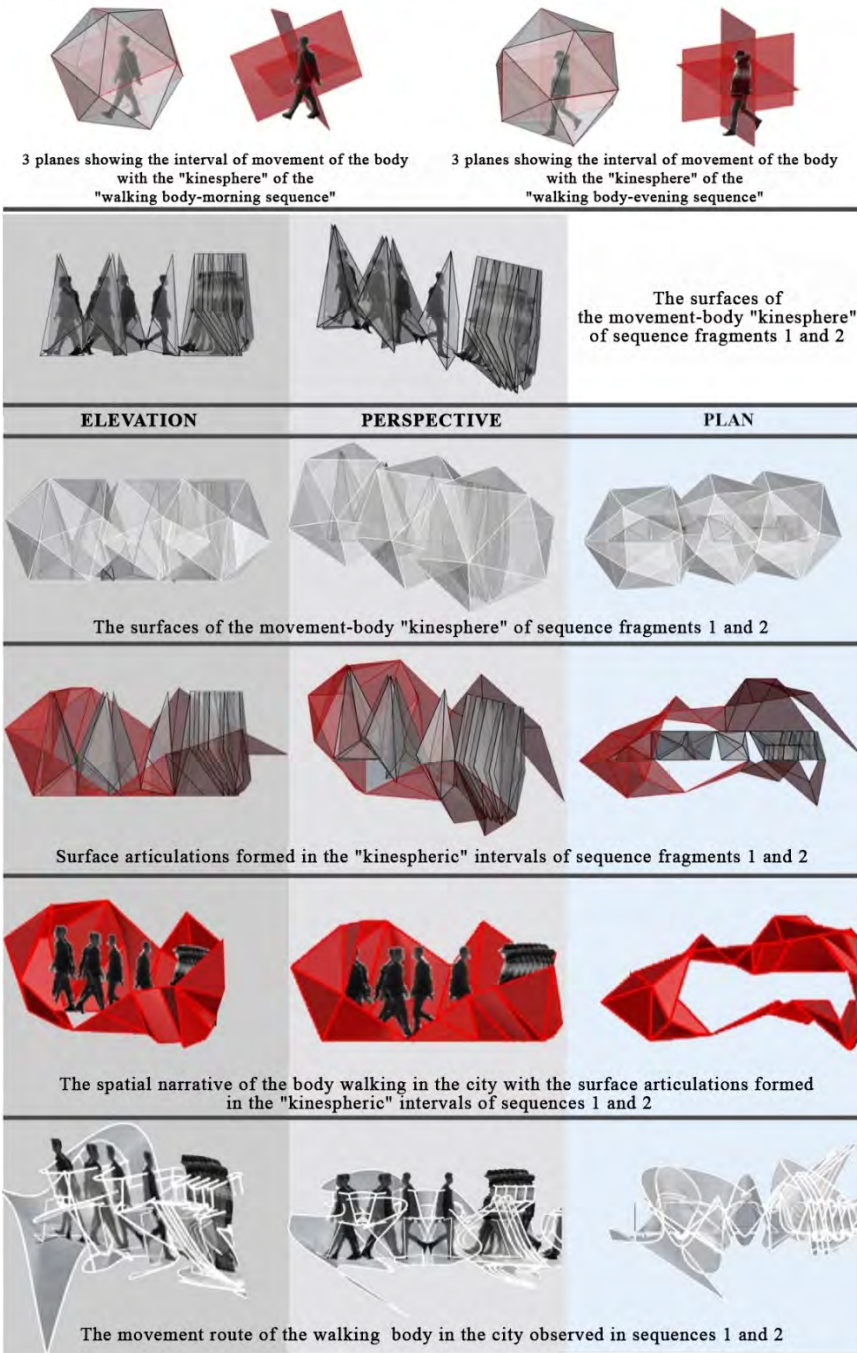 3 planes showing the interval of movement of the body
with the "kinesphere" of the
"walking body-morning sequence"
3 planes showing the interval of movement of the body
with the "kinesphere" of the
"walking body-evening sequence"
The surfaces of
the movement-body "kinesphere"
of sequence fragments 1 and 2
ELEVATION
PERSPECTIVE
PLAN
The surfaces of the movement-body "kinesphere" of sequence fragments 1 and 2
Surface articulations formed in the "kinespheric" intervals of sequence fragments 1 and 2
The spatial narrative of the body walking in the city with the surface articulations formed
in the "kinespheric" intervals of sequences 1 and 2
The movement route of the walking body in the city observed in sequences 1 and 2